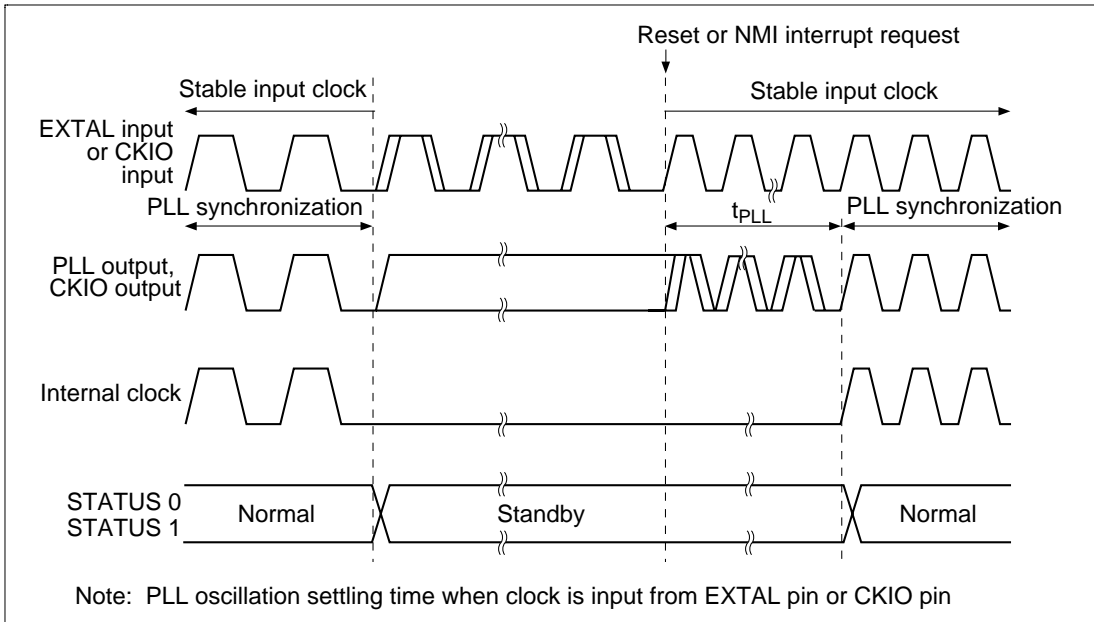 Reset or NMI interrupt request
Stable input clock
Stable input clock
EXTAL input
or CKIO
input
PLL synchronization
tPLL
PLL synchronization
PLL output,
CKIO output
Internal clock
STATUS 0
STATUS 1
Normal
Standby
Normal
Note: PLL oscillation settling time when clock is input from EXTAL pin or CKIO pin